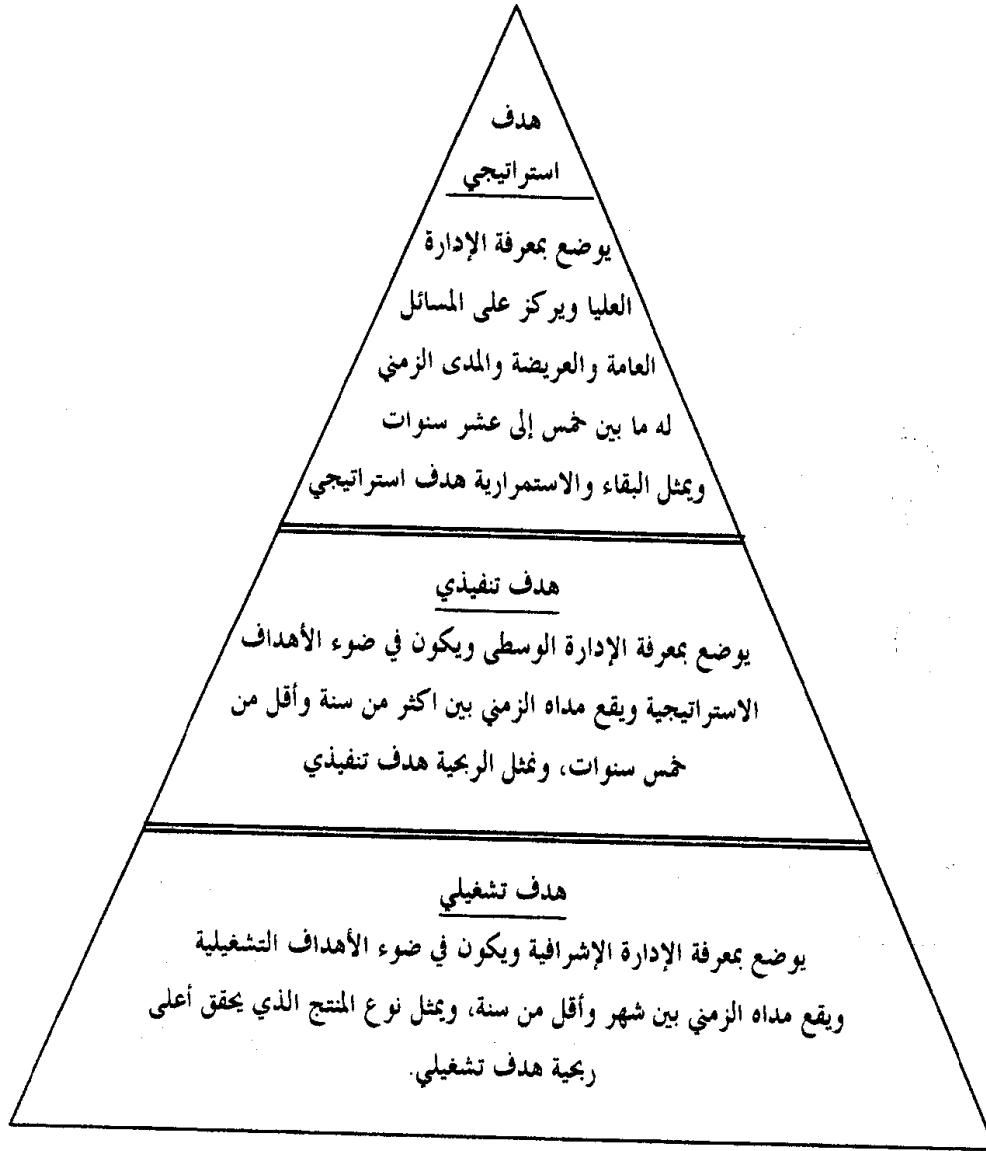 هدف
استراتيجي
يوضع بمعرفة الإدارة
العليا ويركز على المسائل
العامة والعريضة والمدى الزمني
له ما بين خمس إلى عشر سنوات
ويمثل البقاء والاستمرارية هدف استراتيجي
هدف تنفيذي
يوضع بمعرفة الإدارة الوسطى ويكون في ضوء الأهداف
الاستراتيجية ويقع مداه الزمني بين اكثر من سنة وأقل من
خمس سنوات، وتمثل الربحية هدف تنفيذي
هدف تشغيلي
يوضع بمعرفة الإدارة الإشرافية ويكون في ضوء الأهداف التشغيلية
ويقع مداه الزمني بين شهر وأقل من سنة، ويمثل نوع المنتج الذي يحقق أعلى
ربحية هدف تشغيلي.